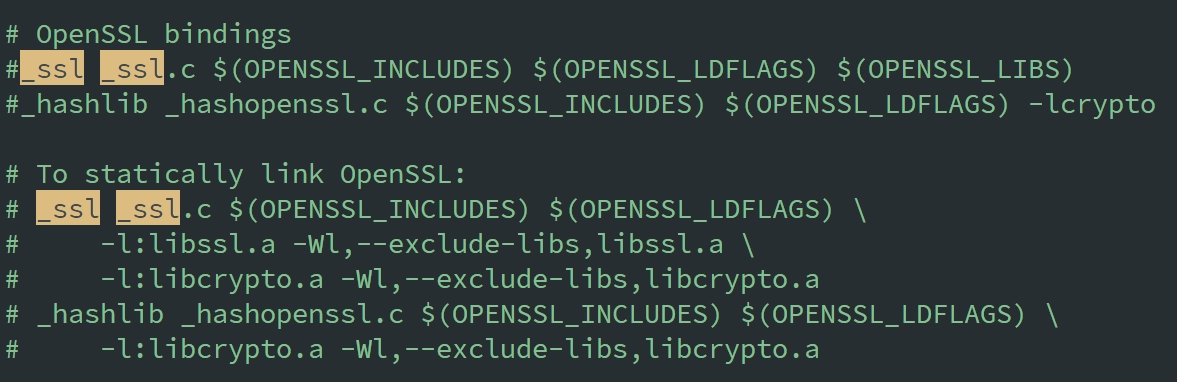 # OpenSSL bindings
#_ssl _ssl.c $(OPENSSL_INCLUDES) $(OPENSSL_LDFLAGS) $(OPENSSL_LIBS)
#_hashlib _hashopenssl.c $(OPENSSL_INCLUDES) $(OPENSSL_LDFLAGS) -lcrypto

# To statically link OpenSSL:
# _ssl _ssl.c $(OPENSSL_INCLUDES) $(OPENSSL_LDFLAGS) \
#     -l:libssl.a -Wl,--exclude-libs,libssl.a \
#     -l:libcrypto.a -Wl,--exclude-libs,libcrypto.a
# _hashlib _hashopenssl.c $(OPENSSL_INCLUDES) $(OPENSSL_LDFLAGS) \
#     -l:libcrypto.a -Wl,--exclude-libs,libcrypto.a